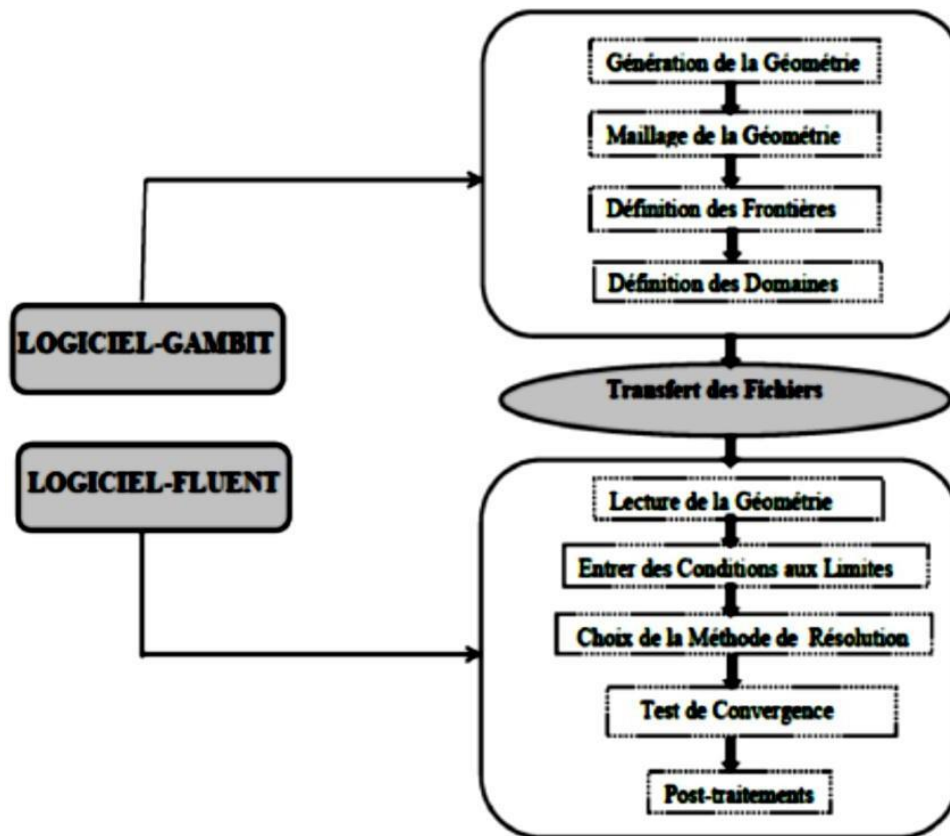 Génération de la Géométrie
Maillage de la Géométrie
Définition des Frontières
Définition des Domaines
LOGICIEL-GAMBIT
Transfert des Fichiers
LOGICIEL-FLUENT
Lecture de la Géométrie
Entrer des Conditions aux Limites
Choix de la Méthode de Résolution
Test de Convergence
Post-traitements